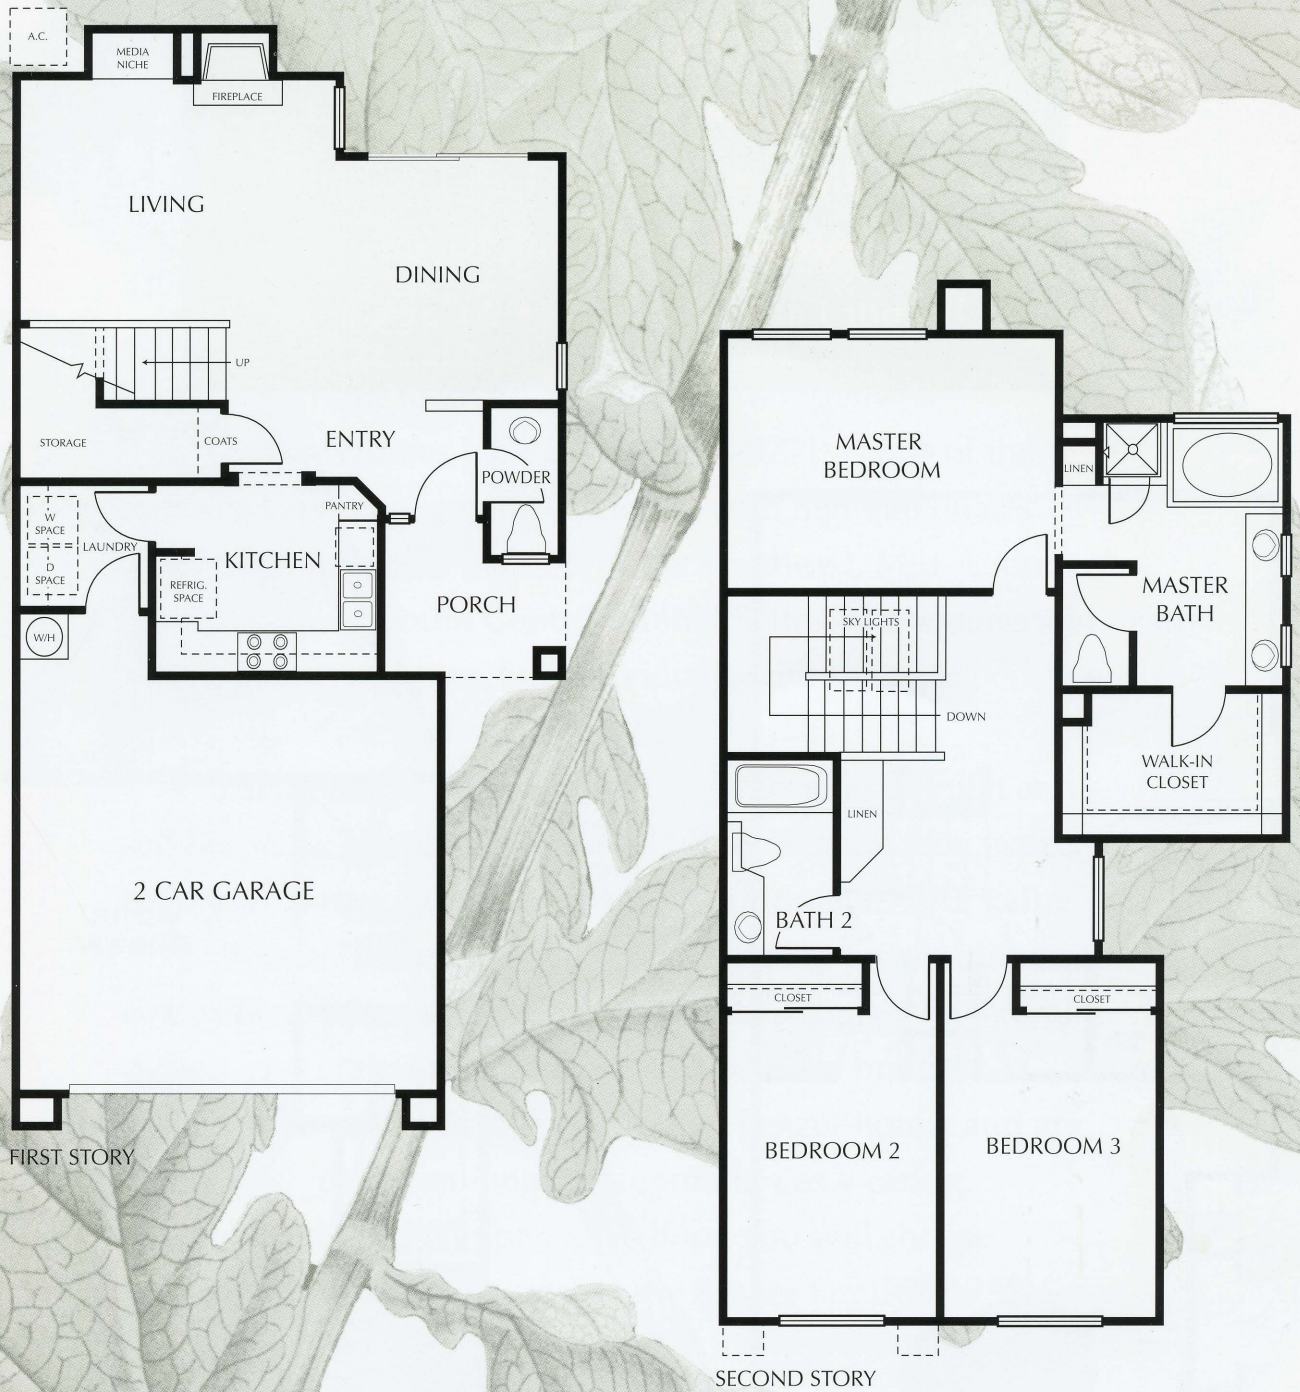 A.C.
MEDIA
NICHE
FIREPLACE
LIVING
DINING
UP
STORAGE
COATS
ENTRY
POWDER
PANTRY
W
SPACE
LAUNDRY
D
SPACE
KITCHEN
REFRIG.
SPACE
W/H
PORCH
2 CAR GARAGE
FIRST STORY
MASTER
BEDROOM
LINEN
MASTER
BATH
SKY LIGHTS
DOWN
WALK-IN
CLOSET
LINEN
BATH 2
CLOSET
CLOSET
BEDROOM 2
BEDROOM 3
SECOND STORY